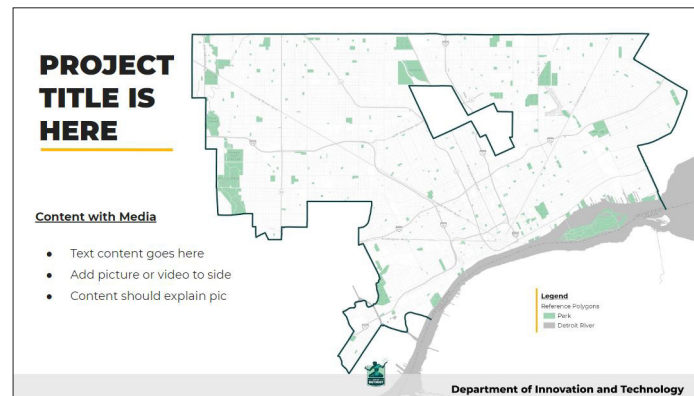 PROJECT
TITLE IS
HERE
Content with Media
● Text content goes here
● Add picture or video to side
● Content should explain pic
Legend
Reference Polygons
Park
Detroit River
Department of Innovation and Technology